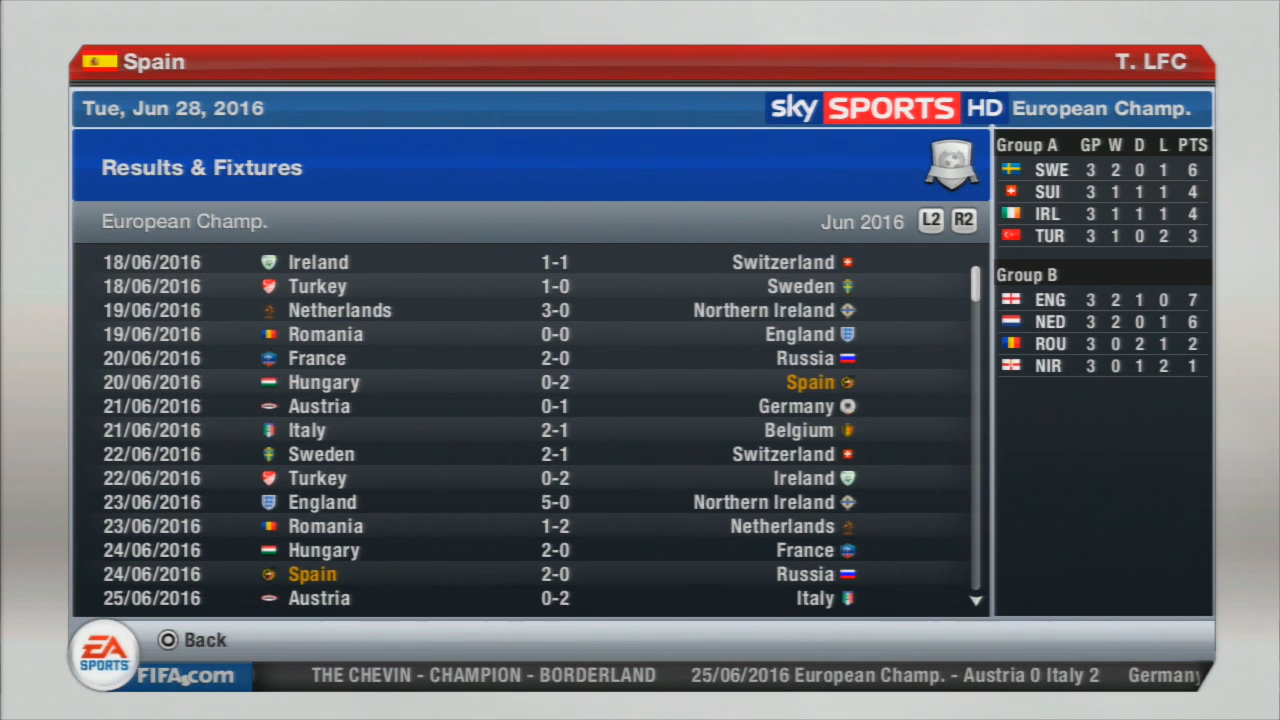 Spain T. LFC
Tue, Jun 28, 2016 sky SPORTS HD European Champ.
Results & Fixtures
European Champ. Jun 2016 L2 R2
18/06/2016 Ireland 1-1 Switzerland
18/06/2016 Turkey 1-0 Sweden
19/06/2016 Netherlands 3-0 Northern Ireland
19/06/2016 Romania 0-0 England
20/06/2016 France 2-0 Russia
20/06/2016 Hungary 0-2 Spain
21/06/2016 Austria 0-1 Germany
21/06/2016 Italy 2-1 Belgium
22/06/2016 Sweden 2-1 Switzerland
22/06/2016 Turkey 0-2 Ireland
23/06/2016 England 5-0 Northern Ireland
23/06/2016 Romania 1-2 Netherlands
24/06/2016 Hungary 2-0 France
24/06/2016 Spain 2-0 Russia
25/06/2016 Austria 0-2 Italy
Group A GP W D L PTS
SWE 3 2 0 1 6
SUI 3 1 1 1 4
IRL 3 1 1 1 4
TUR 3 1 0 2 3
Group B
ENG 3 2 1 0 7
NED 3 2 0 1 6
ROU 3 0 2 1 2
NIR 3 0 1 2 1
Back
EA SPORTS
FIFA.com THE CHEVIN - CHAMPION - BORDERLAND 25/06/2016 European Champ. - Austria 0 Italy 2 Germany